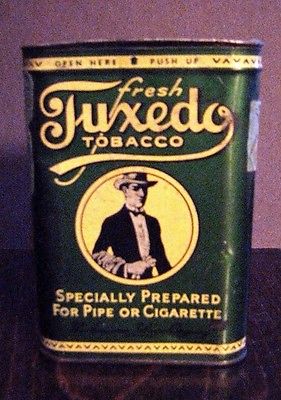 OPEN HERE PUSH UP
fresh
Tuxedo
TOBACCO
SPECIALLY PREPARED
FOR PIPE OR CIGARETTE